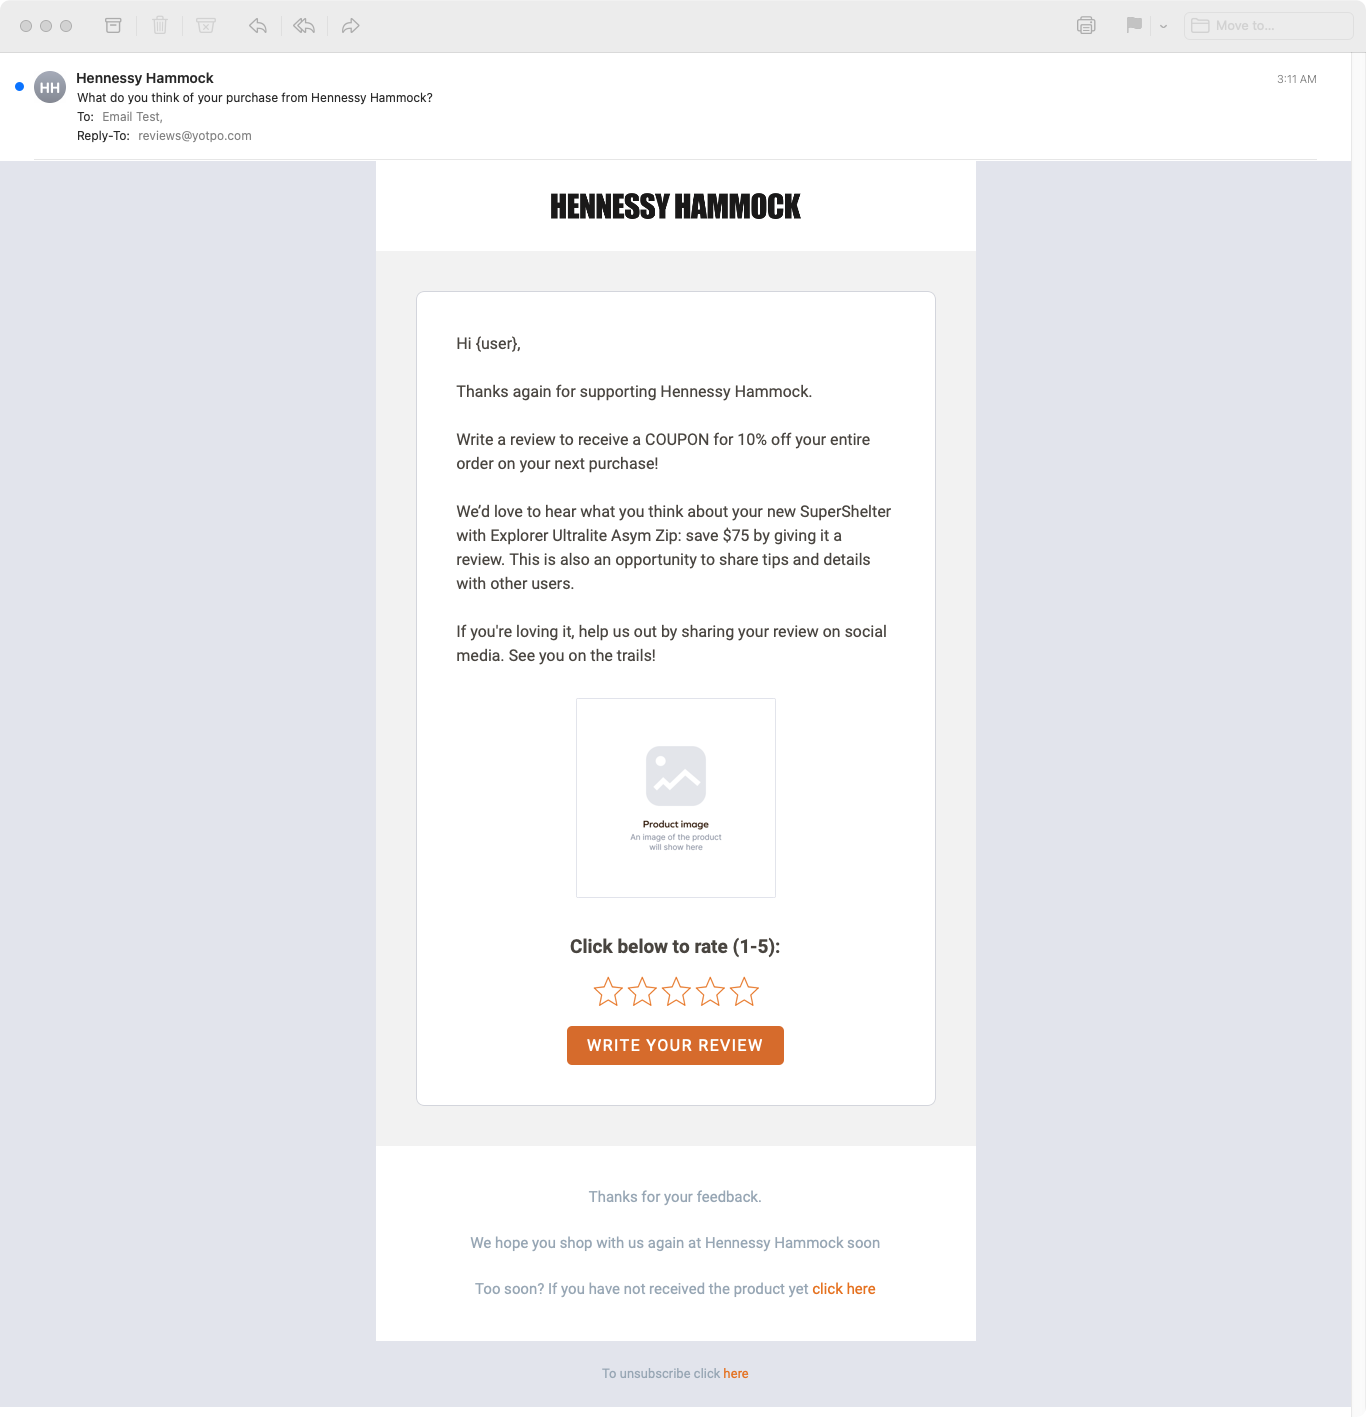 Move to...
HH
Hennessy Hammock
3:11 AM
What do you think of your purchase from Hennessy Hammock?
To: Email Test,
Reply-To: reviews@yotpo.com
HENNESSY HAMMOCK
Hi {user},
Thanks again for supporting Hennessy Hammock.
Write a review to receive a COUPON for 10% off your entire
order on your next purchase!
We’d love to hear what you think about your new SuperShelter
with Explorer Ultralite Asym Zip: save $75 by giving it a
review. This is also an opportunity to share tips and details
with other users.
If you're loving it, help us out by sharing your review on social
media. See you on the trails!
Product image
An image of the product
will show here
Click below to rate (1-5):
WRITE YOUR REVIEW
Thanks for your feedback.
We hope you shop with us again at Hennessy Hammock soon
Too soon? If you have not received the product yet click here
To unsubscribe click here